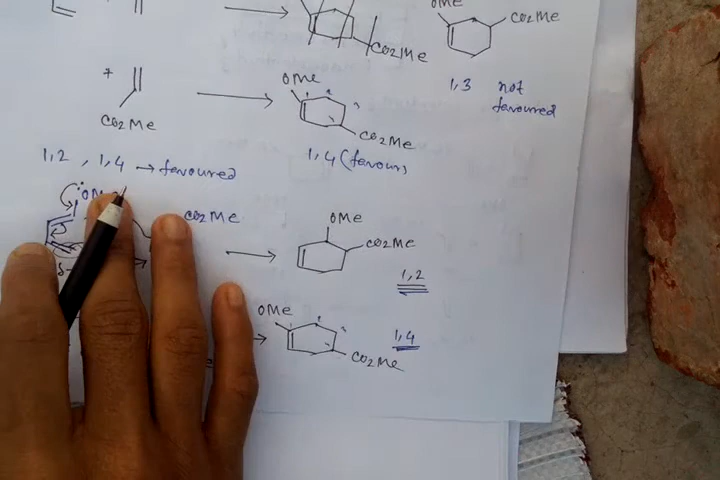 OMe
CO2Me
CO2Me
1,3 not
favoured
+
OMe
CO2Me
CO2Me
1,4 (favours
1,2 , 1,4 → favoured
:OMe
CO2Me
OMe
CO2Me
1,2
OMe
1,4
CO2Me